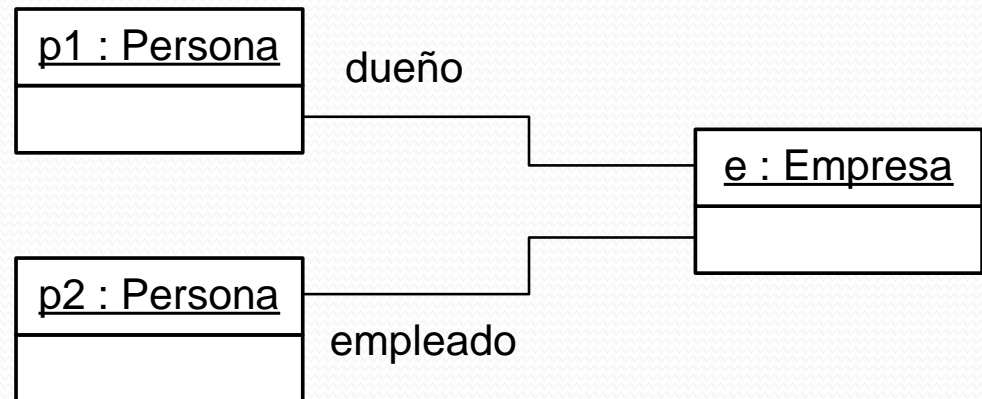 p1 : Persona
dueño
e : Empresa
p2 : Persona
empleado